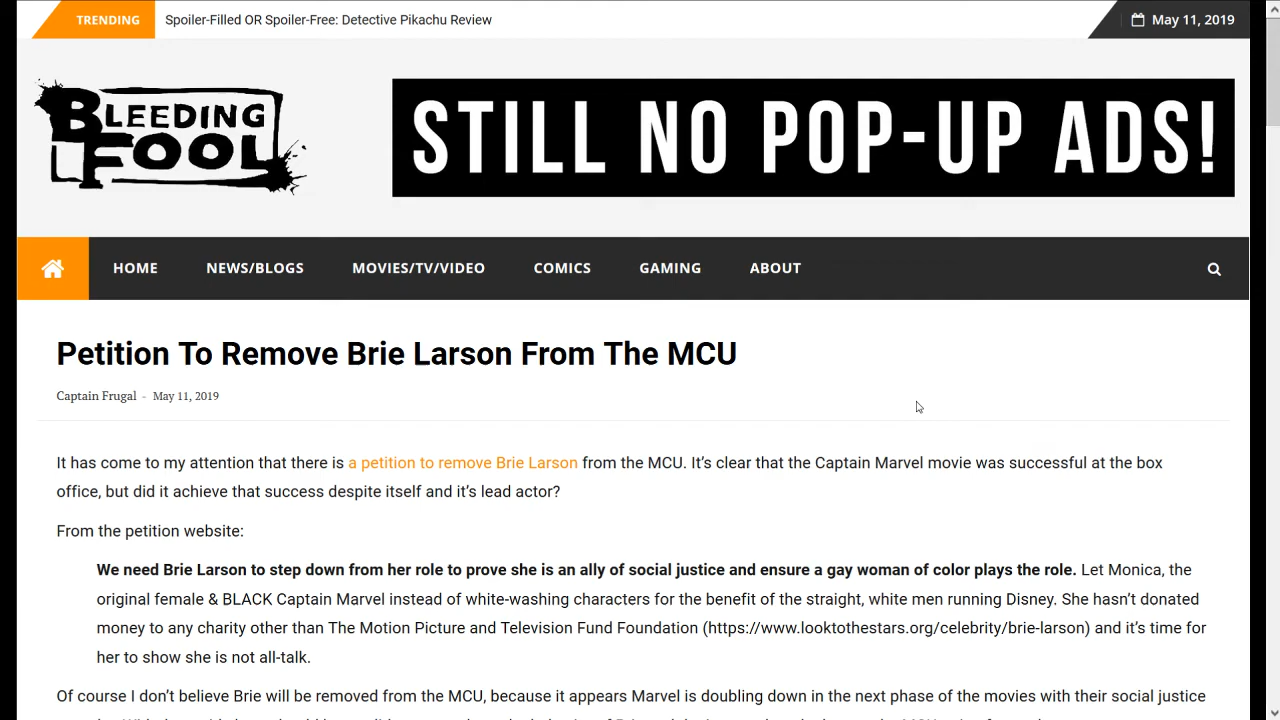 TRENDING
Spoiler-Filled OR Spoiler-Free: Detective Pikachu Review
May 11, 2019
BLEEDING
FOOL
STILL NO POP-UP ADS!
HOME
NEWS/BLOGS
MOVIES/TV/VIDEO
COMICS
GAMING
ABOUT
Petition To Remove Brie Larson From The MCU
Captain Frugal - May 11, 2019
It has come to my attention that there is a petition to remove Brie Larson from the MCU. It’s clear that the Captain Marvel movie was successful at the box
office, but did it achieve that success despite itself and it’s lead actor?
From the petition website:
We need Brie Larson to step down from her role to prove she is an ally of social justice and ensure a gay woman of color plays the role. Let Monica, the
original female & BLACK Captain Marvel instead of white-washing characters for the benefit of the straight, white men running Disney. She hasn’t donated
money to any charity other than The Motion Picture and Television Fund Foundation (https://www.looktothestars.org/celebrity/brie-larson) and it’s time for
her to show she is not all-talk.
Of course I don’t believe Brie will be removed from the MCU, because it appears Marvel is doubling down in the next phase of the movies with their social justice